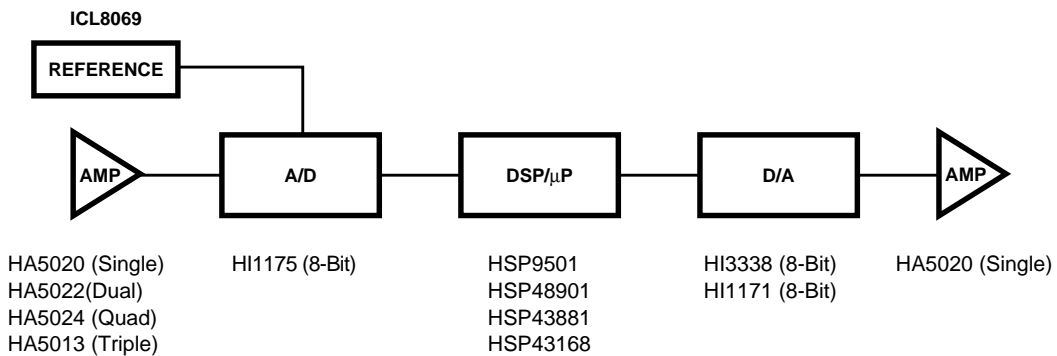 ICL8069
REFERENCE
AMP
A/D
DSP/μP
D/A
AMP
HA5020 (Single)
HA5022(Dual)
HA5024 (Quad)
HA5013 (Triple)
HI1175 (8-Bit)
HSP9501
HSP48901
HSP43881
HSP43168
HI3338 (8-Bit)
HI1171 (8-Bit)
HA5020 (Single)